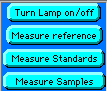 Turn Lamp on/off
Measure reference
Measure Standards
Measure Samples